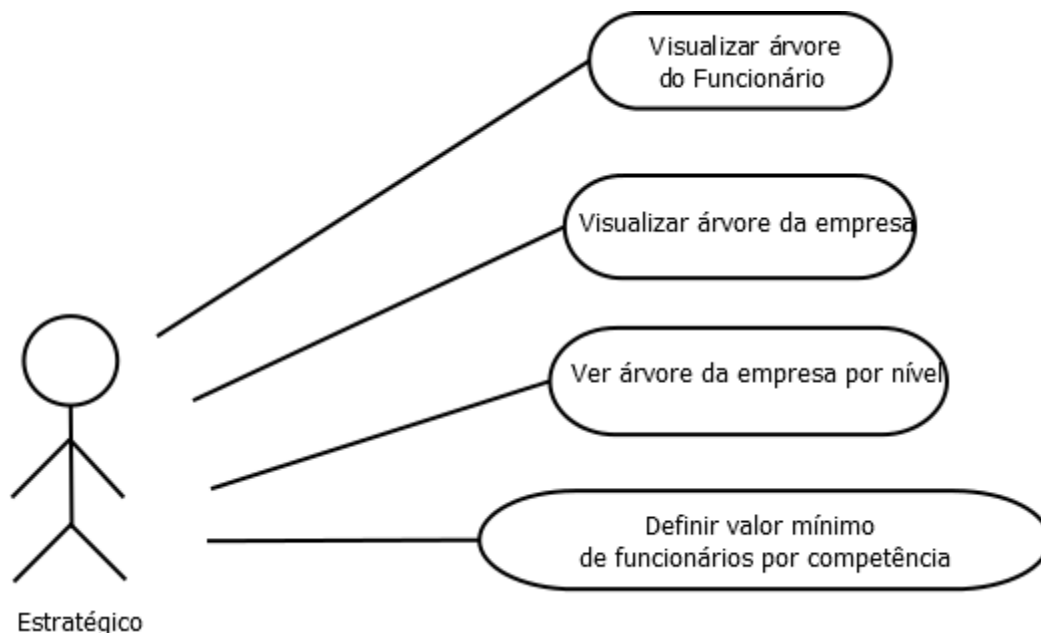 Visualizar árvore
do Funcionário
Visualizar árvore da empresa
Ver árvore da empresa por nível
Definir valor mínimo
de funcionários por competência
Estratégico